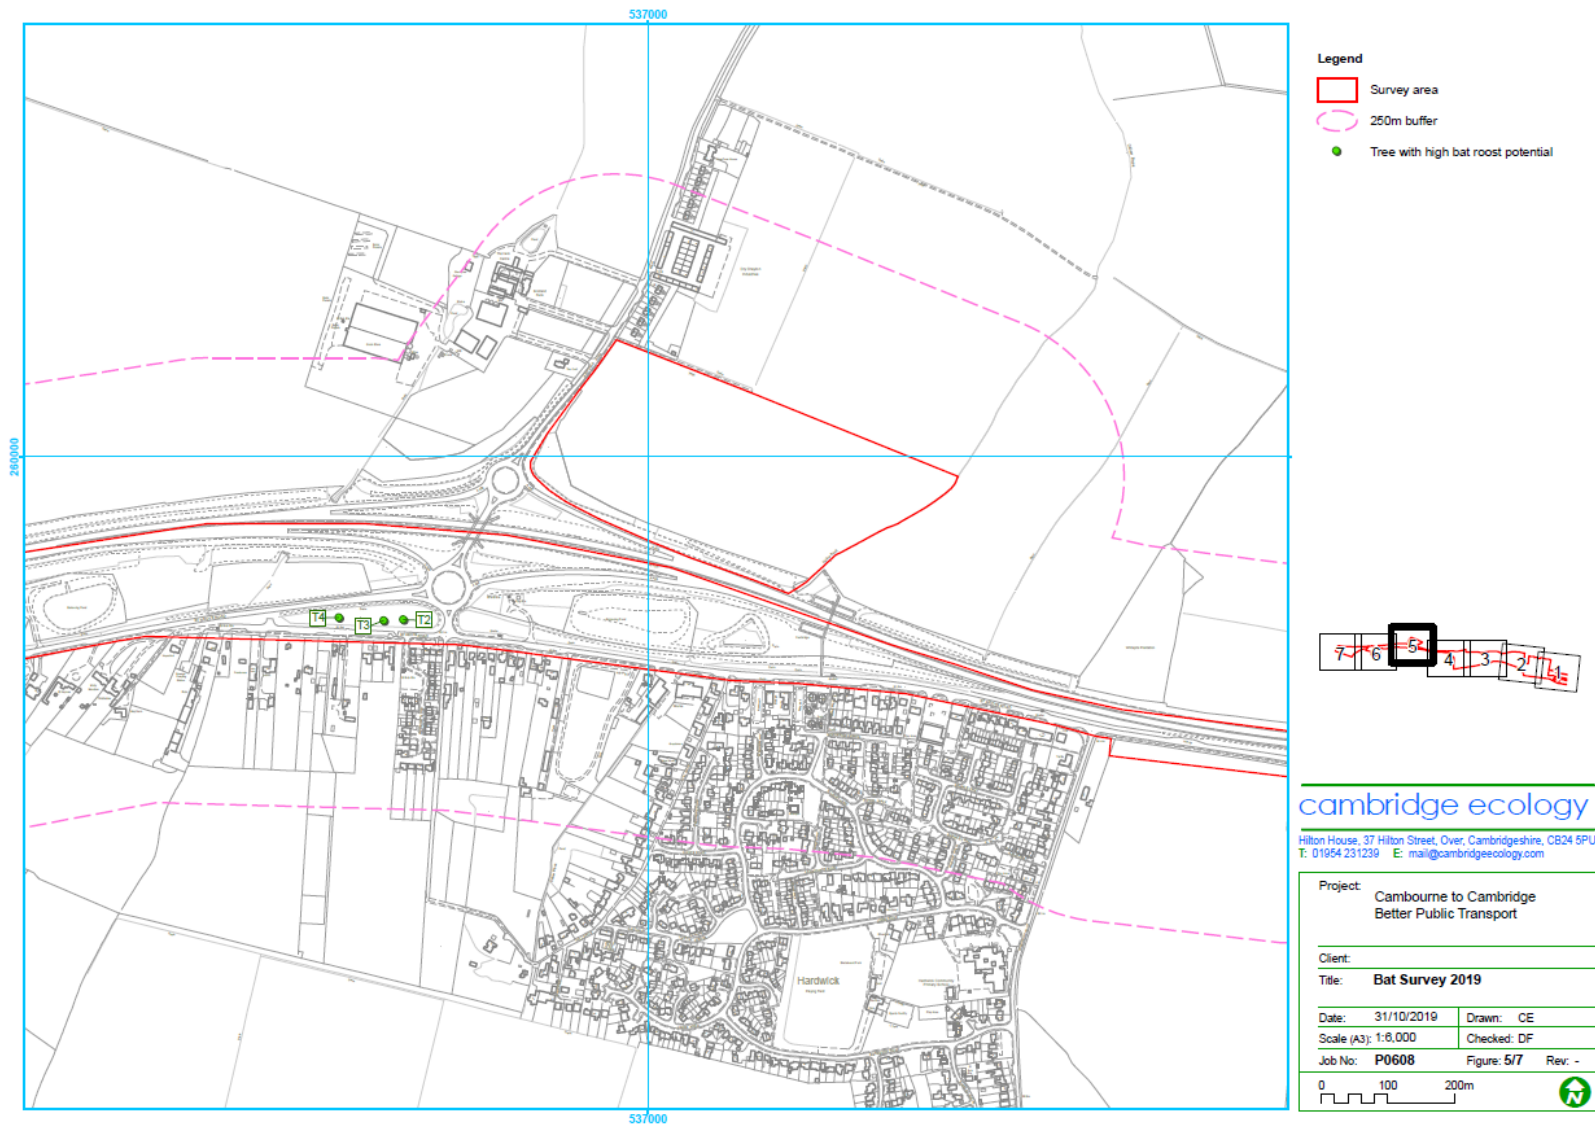 537000
260000
T4
T3
T2
Hardwick
537000
Legend
Survey area
250m buffer
Tree with high bat roost potential
7
6
5
4
3
2
1
cambridge ecology
Hilton House, 37 Hilton Street, Over, Cambridgeshire, CB24 5PU
T: 01954 231239 E: mail@cambridgeecology.com
Project: Cambourne to Cambridge
Better Public Transport
Client:
Title: Bat Survey 2019
Date: 31/10/2019 Drawn: CE
Scale (A3): 1:6,000 Checked: DF
Job No: P0608 Figure: 5/7 Rev: -
0 100 200m
N